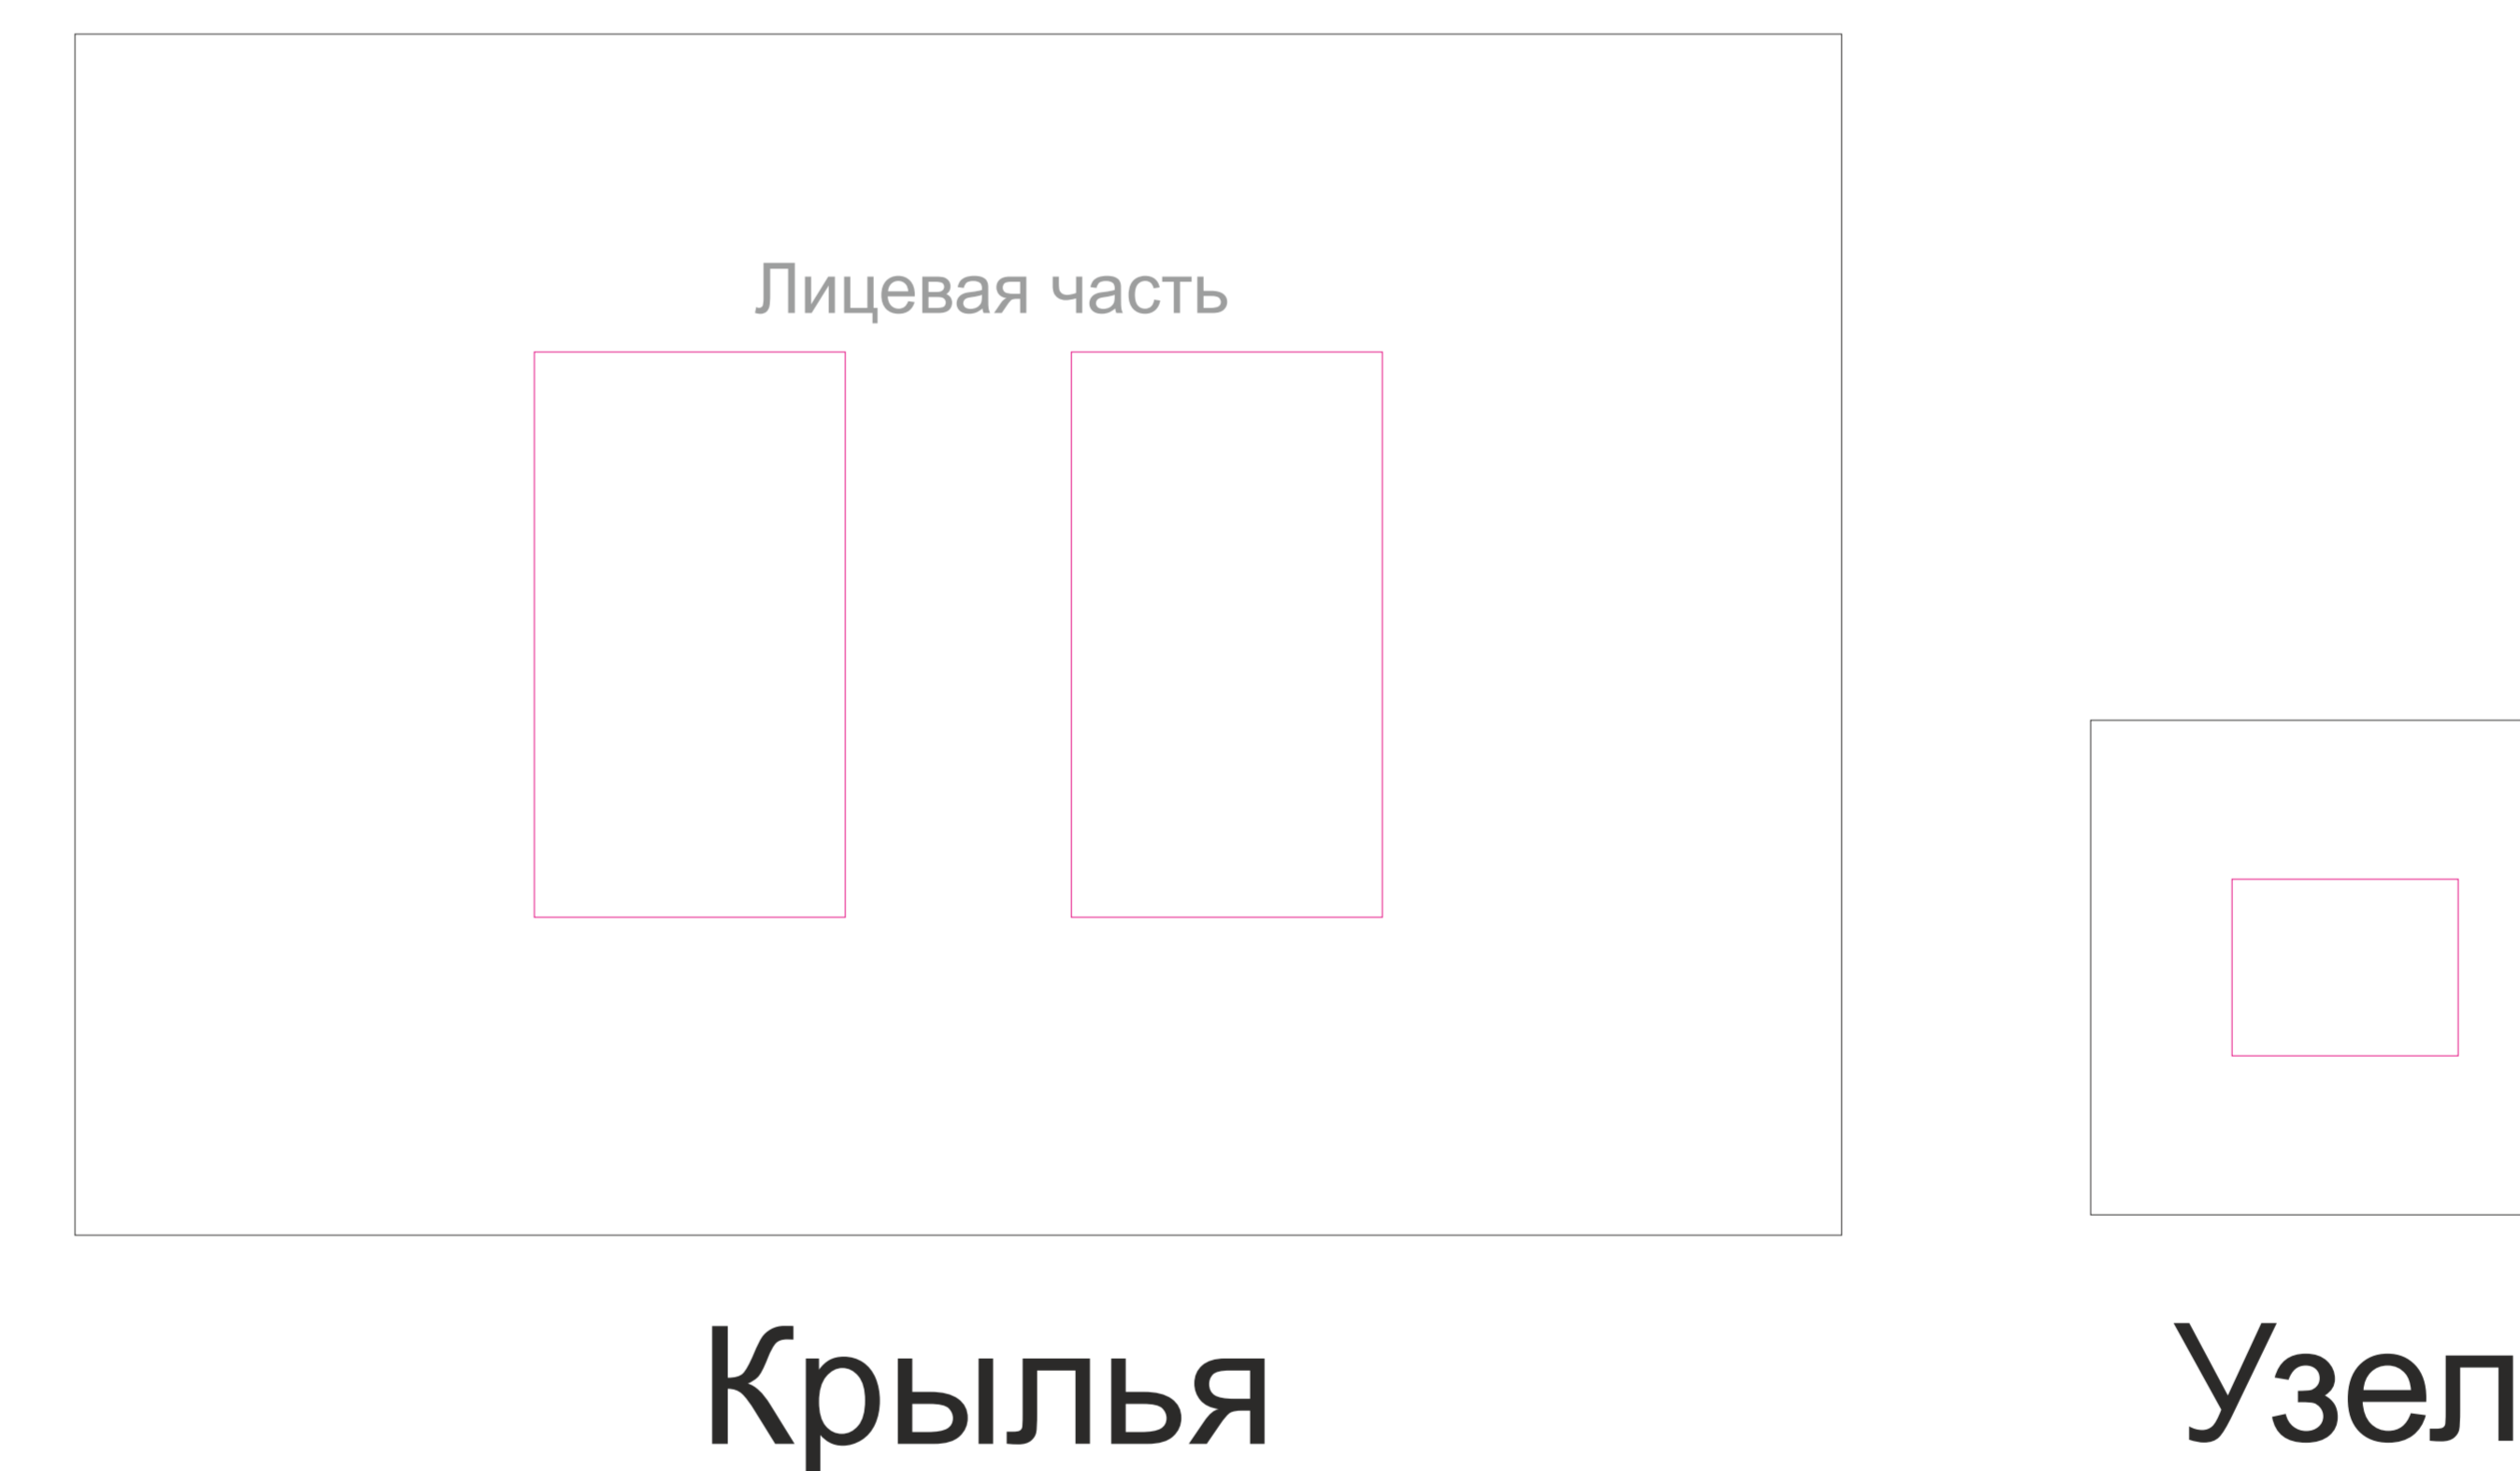 Лицевая часть
Крылья
Узел